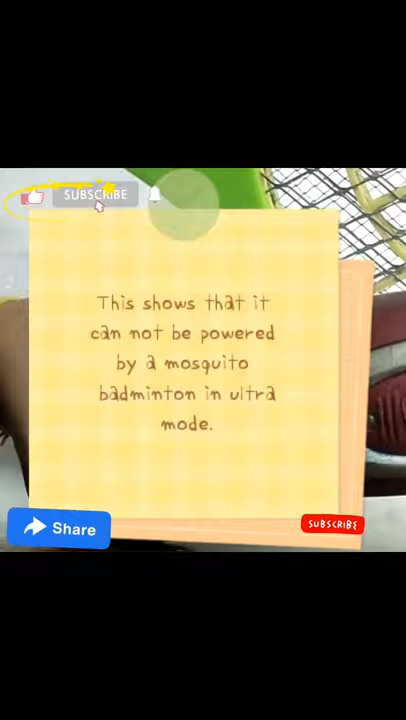 SUBSCRIBE
This shows that it
can not be powered
by a mosquito
badminton in ultra
mode.
Share
SUBSCRIBE